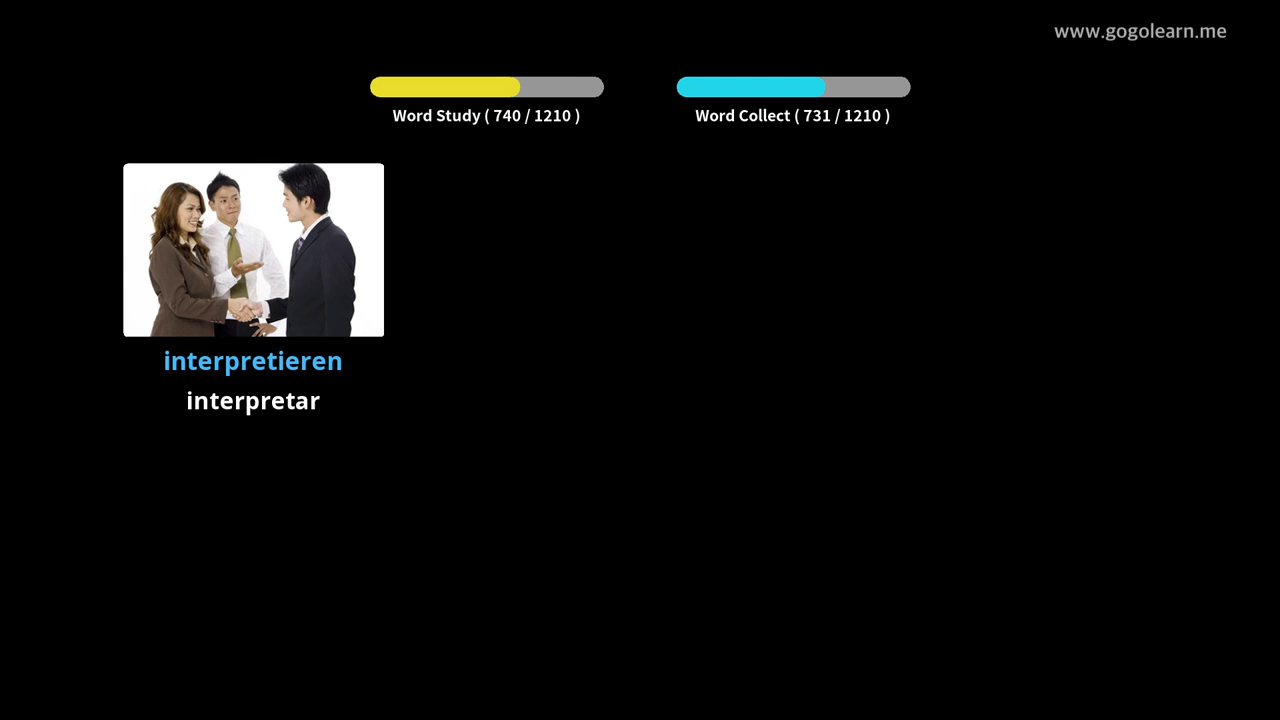 www.gogolearn.me
Word Study ( 740 / 1210 )
Word Collect ( 731 / 1210 )
interpretieren
interpretar